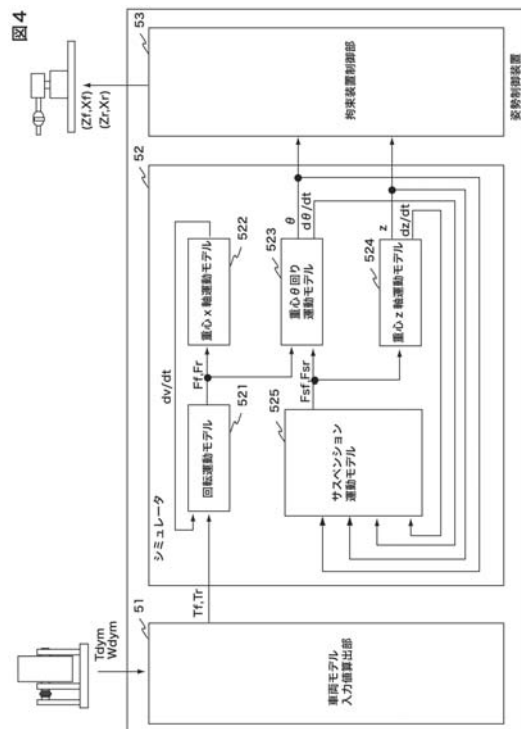 図4
Tdym
Wdym
51
車両モデル
入力値算出部
Tf,Tr
52
シミュレータ
dv/dt
521
回転運動モデル
Ff,Fr
522
重心x軸運動モデル
523
重心θ回り
運動モデル
θ
dθ/dt
524
重心z軸運動モデル
z
dz/dt
525
サスペンション
運動モデル
Fsf,Fsr
53
拘束装置制御部
(Zf,Xf)
(Zr,Xr)
姿勢制御装置